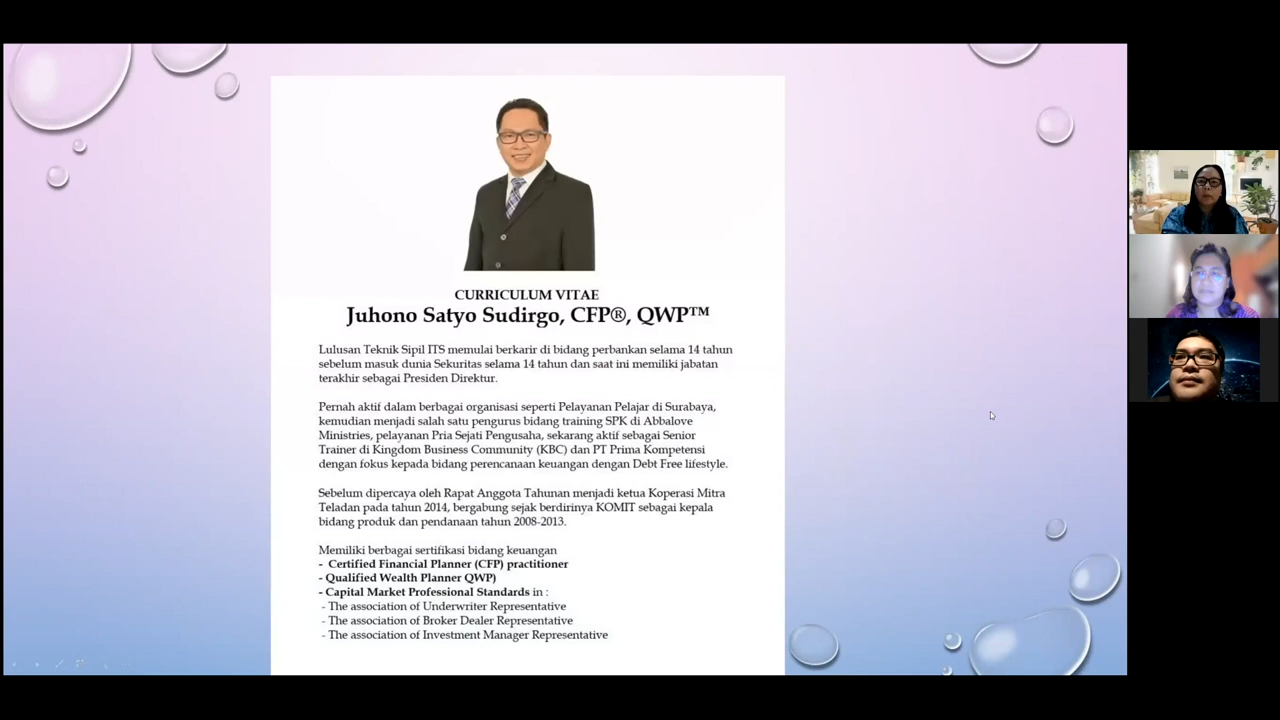 CURRICULUM VITAE
Juhono Satyo Sudirgo, CFP®, QWP™
Lulusan Teknik Sipil ITS memulai berkarir di bidang perbankan selama 14 tahun
sebelum masuk dunia Sekuritas selama 14 tahun dan saat ini memiliki jabatan
terakhir sebagai Presiden Direktur.
Pernah aktif dalam berbagai organisasi seperti Pelayanan Pelajar di Surabaya,
kemudian menjadi salah satu pengurus bidang training SPK di Abbalove
Ministries, pelayanan Pria Sejati Pengusaha, sekarang aktif sebagai Senior
Trainer di Kingdom Business Community (KBC) dan PT Prima Kompetensi
dengan fokus kepada bidang perencanaan keuangan dengan Debt Free lifestyle.
Sebelum dipercaya oleh Rapat Anggota Tahunan menjadi ketua Koperasi Mitra
Teladan pada tahun 2014, bergabung sejak berdirinya KOMIT sebagai kepala
bidang produk dan pendanaan tahun 2008-2013.
Memiliki berbagai sertifikasi bidang keuangan
- Certified Financial Planner (CFP) practitioner
- Qualified Wealth Planner QWP)
- Capital Market Professional Standards in :
- The association of Underwriter Representative
- The association of Broker Dealer Representative
- The association of Investment Manager Representative